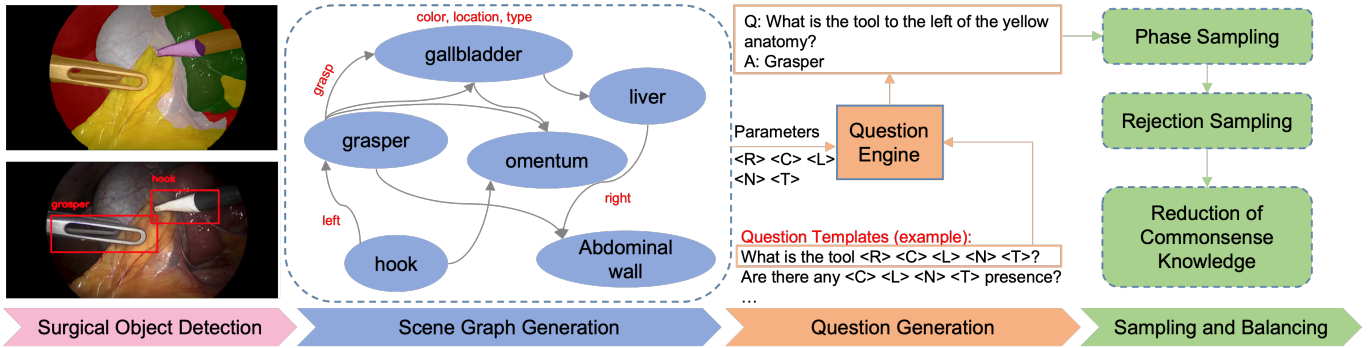 hook
grasper
color, location, type
gallbladder
grasp
liver
grasper
omentum
right
left
hook
Abdominal
wall
Q: What is the tool to the left of the yellow
anatomy?
A: Grasper
Parameters
<R> <C> <L>
<N> <T>
Question
Engine
Question Templates (example):
What is the tool <R> <C> <L> <N> <T>?
Are there any <C> <L> <N> <T> presence?
...
Phase Sampling
Rejection Sampling
Reduction of
Commonsense
Knowledge
Surgical Object Detection
Scene Graph Generation
Question Generation
Sampling and Balancing